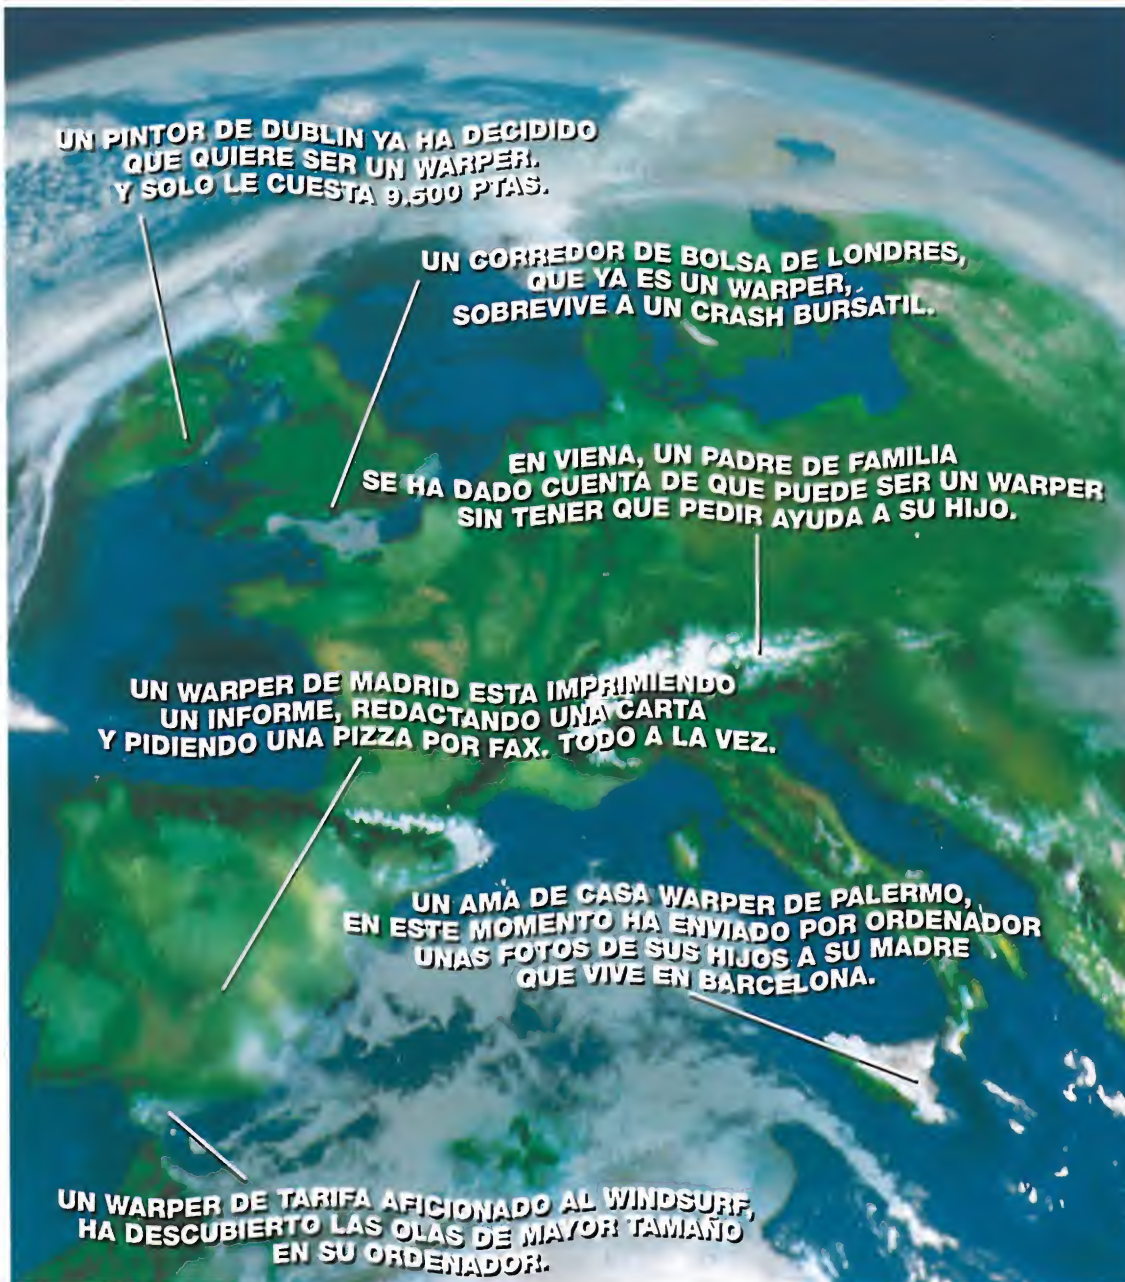 UN PINTOR DE DUBLIN YA HA DECIDIDO
QUE QUIERE SER UN WARPER.
Y SOLO LE CUESTA 9.500 PTAS.
UN CORREDOR DE BOLSA DE LONDRES,
QUE YA ES UN WARPER,
SOBREVIVE A UN CRASH BURSATIL.
EN VIENA, UN PADRE DE FAMILIA
SE HA DADO CUENTA DE QUE PUEDE SER UN WARPER
SIN TENER QUE PEDIR AYUDA A SU HIJO.
UN WARPER DE MADRID ESTA IMPRIMIENDO
UN INFORME, REDACTANDO UNA CARTA
Y PIDIENDO UNA PIZZA POR FAX. TODO A LA VEZ.
UN AMA DE CASA WARPER DE PALERMO,
EN ESTE MOMENTO HA ENVIADO POR ORDENADOR
UNAS FOTOS DE SUS HIJOS A SU MADRE
QUE VIVE EN BARCELONA.
UN WARPER DE TARIFA AFICIONADO AL WINDSURF,
HA DESCUBIERTO LAS OLAS DE MAYOR TAMAÑO
EN SU ORDENADOR.